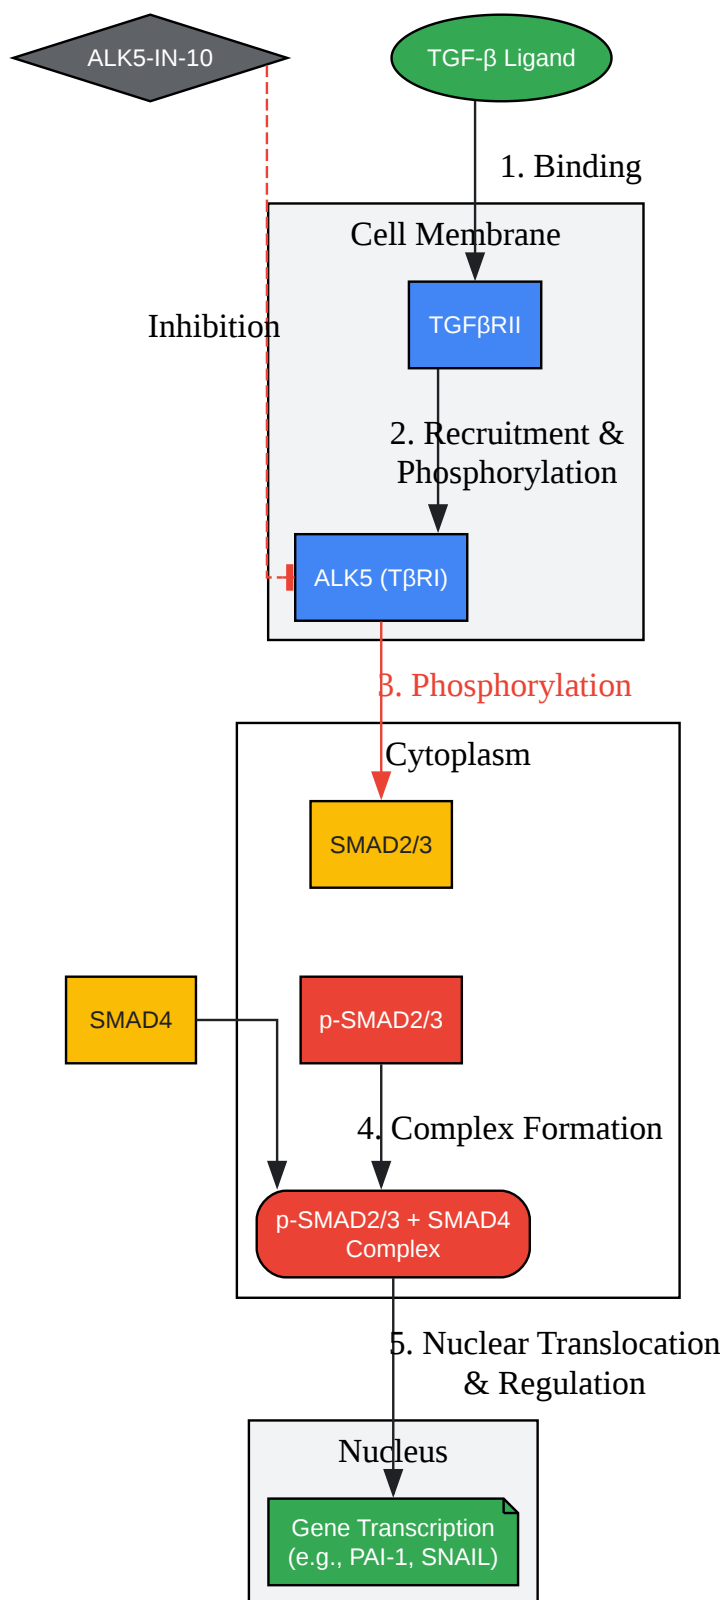 ALK5-IN-10
TGF-β Ligand
1. Binding
Cell Membrane
Inhibition
TGFβRII
2. Recruitment &
Phosphorylation
ALK5 (TβRI)
3. Phosphorylation
Cytoplasm
SMAD2/3
SMAD4
p-SMAD2/3
4. Complex Formation
p-SMAD2/3 + SMAD4
Complex
5. Nuclear Translocation
& Regulation
Nucleus
Gene Transcription
(e.g., PAI-1, SNAIL)